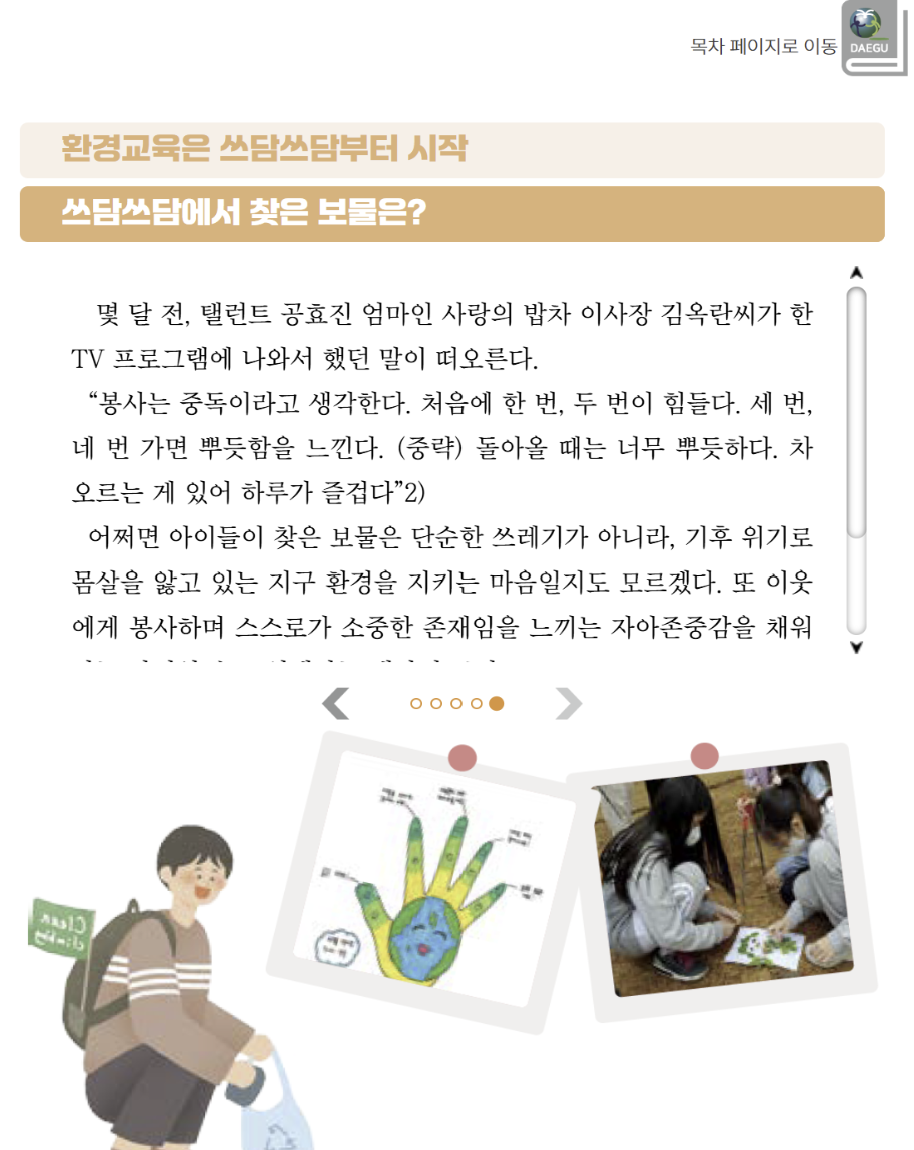 목차 페이지로 이동
DAEGU
환경교육은 쓰담쓰담부터 시작
쓰담쓰담에서 찾은 보물은?
몇 달 전, 탤런트 공효진 엄마인 사랑의 밥차 이사장 김옥란씨가 한
TV 프로그램에 나와서 했던 말이 떠오른다.
“봉사는 중독이라고 생각한다. 처음에 한 번, 두 번이 힘들다. 세 번,
네 번 가면 뿌듯함을 느낀다. (중략) 돌아올 때는 너무 뿌듯하다. 차
오르는 게 있어 하루가 즐겁다”2)
어쩌면 아이들이 찾은 보물은 단순한 쓰레기가 아니라, 기후 위기로
몸살을 앓고 있는 지구 환경을 지키는 마음일지도 모르겠다. 또 이웃
에게 봉사하며 스스로가 소중한 존재임을 느끼는 자아존중감을 채워
Clean
climbing